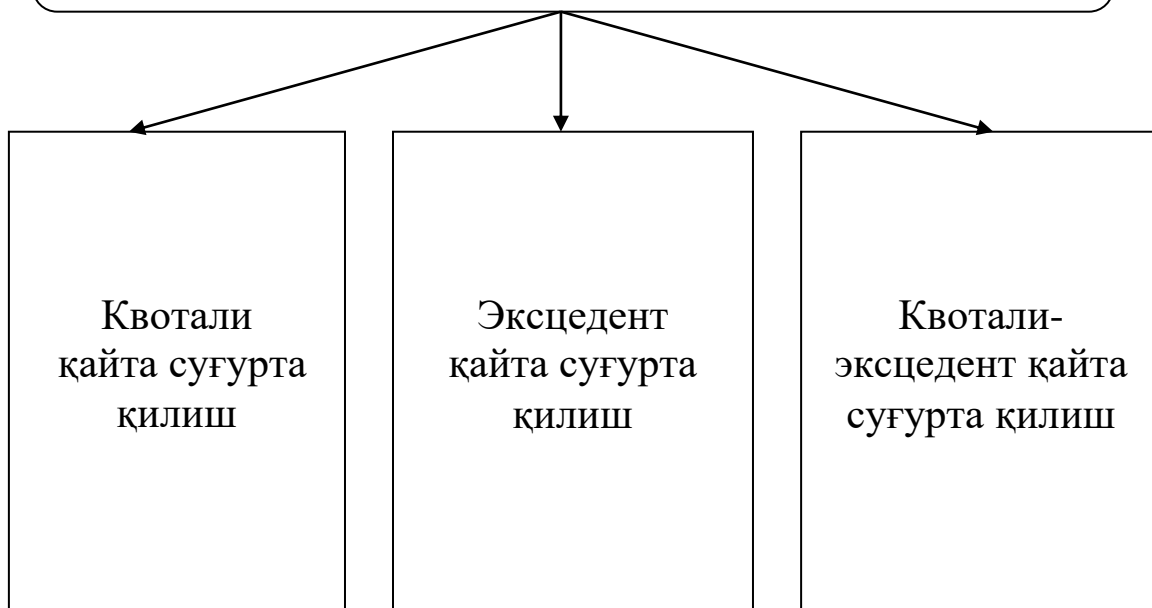 Квотали
қайта суғурта
қилиш
Эксцедент
қайта суғурта
қилиш
Квотали-
эксцедент қайта
суғурта қилиш